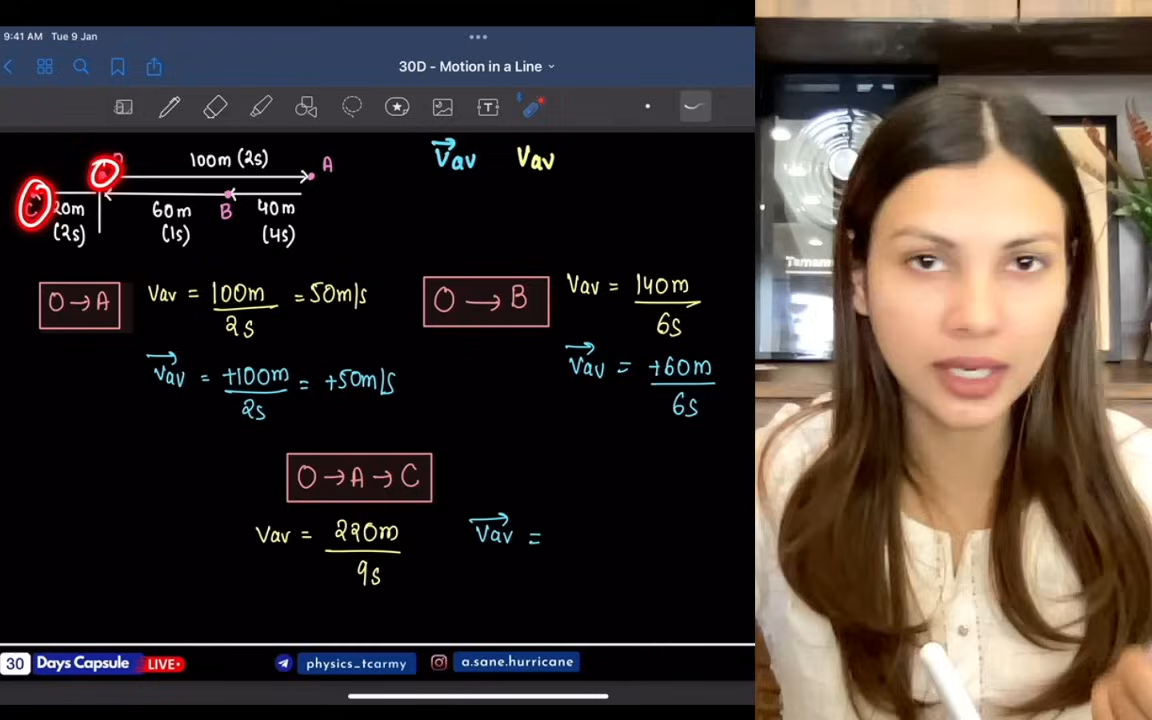 9:41 AM Tue 9 Jan
30D - Motion in a Line
100m (2s) A
Vav Vav
20m 60m B 40m
(2s) (1s) (4s)
O → A
Vav = 100m = 50m/s
2s
Vav = +100m = +50m/s
2s
O → B
Vav = 140m
6s
Vav = +60m
6s
O → A → C
Vav = 220m
9s
Vav =
30 Days Capsule LIVE
physics_tcarmy
a.sane.hurricane